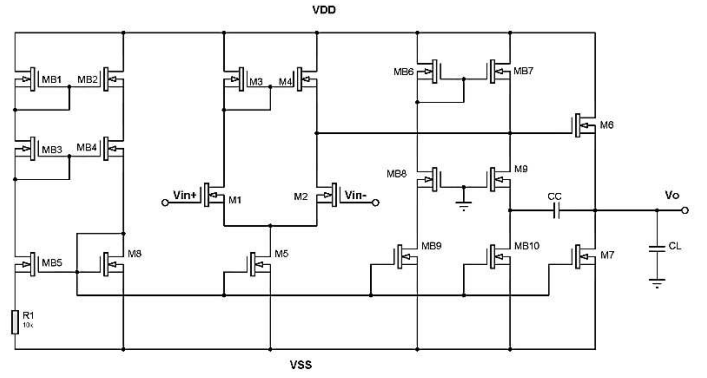 VDD
MB1 MB2 M3 M4 MB6 MB7
M6
MB3 MB4
MB8 M9
Vin+ M1 M2 Vin- CC Vo
MB5 M8 M5 MB9 MB10 M7 CL
R1
10k
VSS